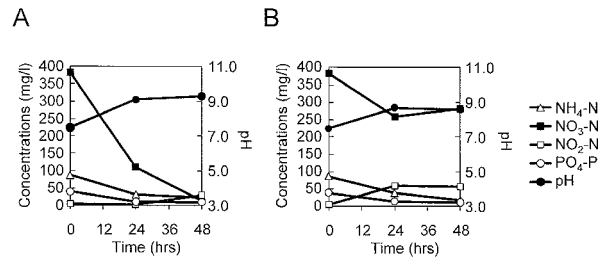 A
B
Concentrations (mg/l)
400
350
300
250
200
150
100
50
0
11.0
9.0
7.0
5.0
3.0
pH
0 12 24 36 48
Time (hrs)
Concentrations (mg/l)
400
350
300
250
200
150
100
50
0
11.0
9.0
7.0
5.0
3.0
pH
0 12 24 36 48
Time (hrs)
NH₄-N
NO₃-N
NO₂-N
PO₄-P
pH